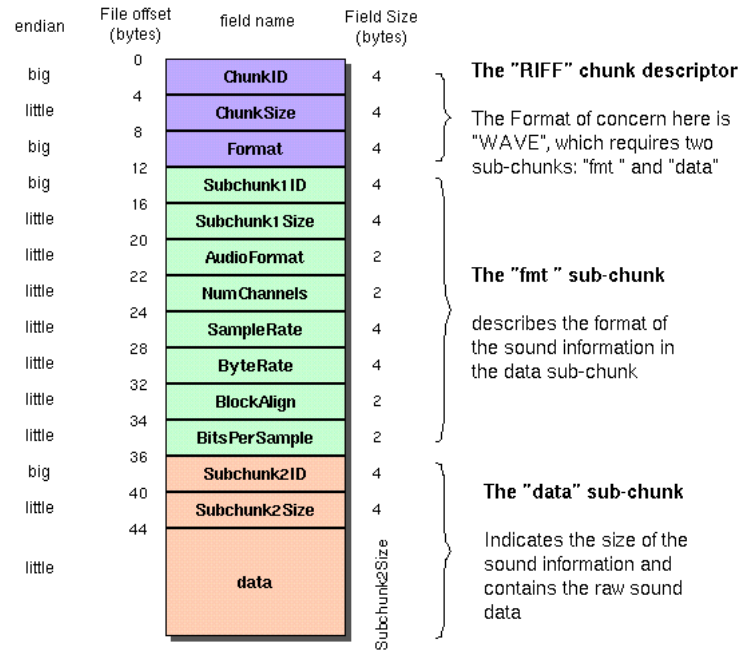 endian File offset (bytes) field name Field Size (bytes)
0
big ChunkID 4
4
little ChunkSize 4
8
big Format 4
12
big Subchunk1ID 4
16
little Subchunk1Size 4
20
little AudioFormat 2
22
little NumChannels 2
24
little SampleRate 4
28
little ByteRate 4
32
little BlockAlign 2
34
little BitsPerSample 2
36
big Subchunk2ID 4
40
little Subchunk2Size 4
44
little data Subchunk2Size
The "RIFF" chunk descriptor
The Format of concern here is
"WAVE", which requires two
sub-chunks: "fmt " and "data"
The "fmt " sub-chunk
describes the format of
the sound information in
the data sub-chunk
The "data" sub-chunk
Indicates the size of the
sound information and
contains the raw sound
data